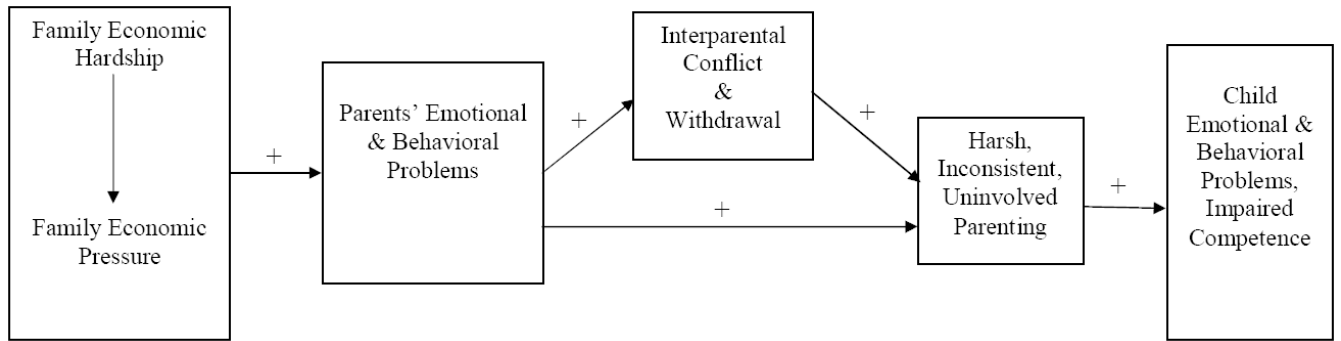 Family Economic
Hardship
Family Economic
Pressure
+
Parents’ Emotional
& Behavioral
Problems
+
Interparental
Conflict
&
Withdrawal
+
+
Harsh,
Inconsistent,
Uninvolved
Parenting
+
Child
Emotional &
Behavioral
Problems,
Impaired
Competence